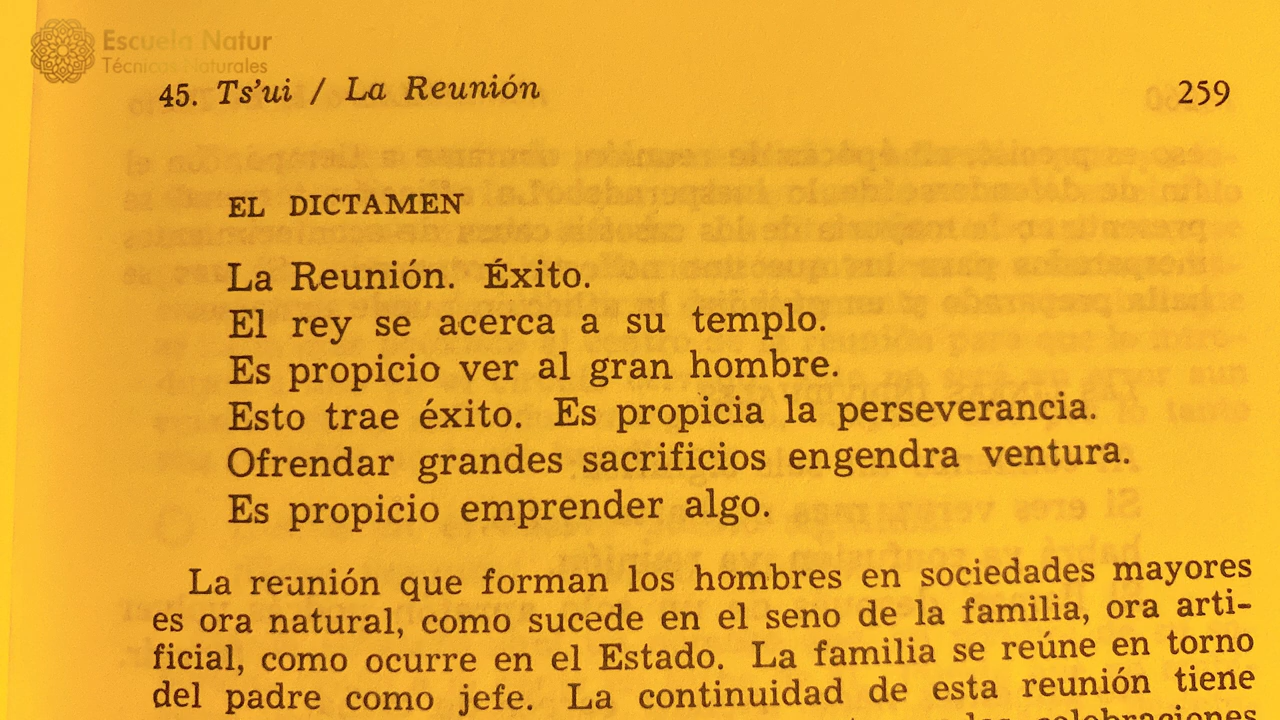 Escuela Natur
Técnicas Naturales
45. Ts'ui / La Reunión 259
EL DICTAMEN
La Reunión. Éxito.
El rey se acerca a su templo.
Es propicio ver al gran hombre.
Esto trae éxito. Es propicia la perseverancia.
Ofrendar grandes sacrificios engendra ventura.
Es propicio emprender algo.
La reunión que forman los hombres en sociedades mayores
es ora natural, como sucede en el seno de la familia, ora arti-
ficial, como ocurre en el Estado. La familia se reúne en torno
del padre como jefe. La continuidad de esta reunión tiene
celebraciones